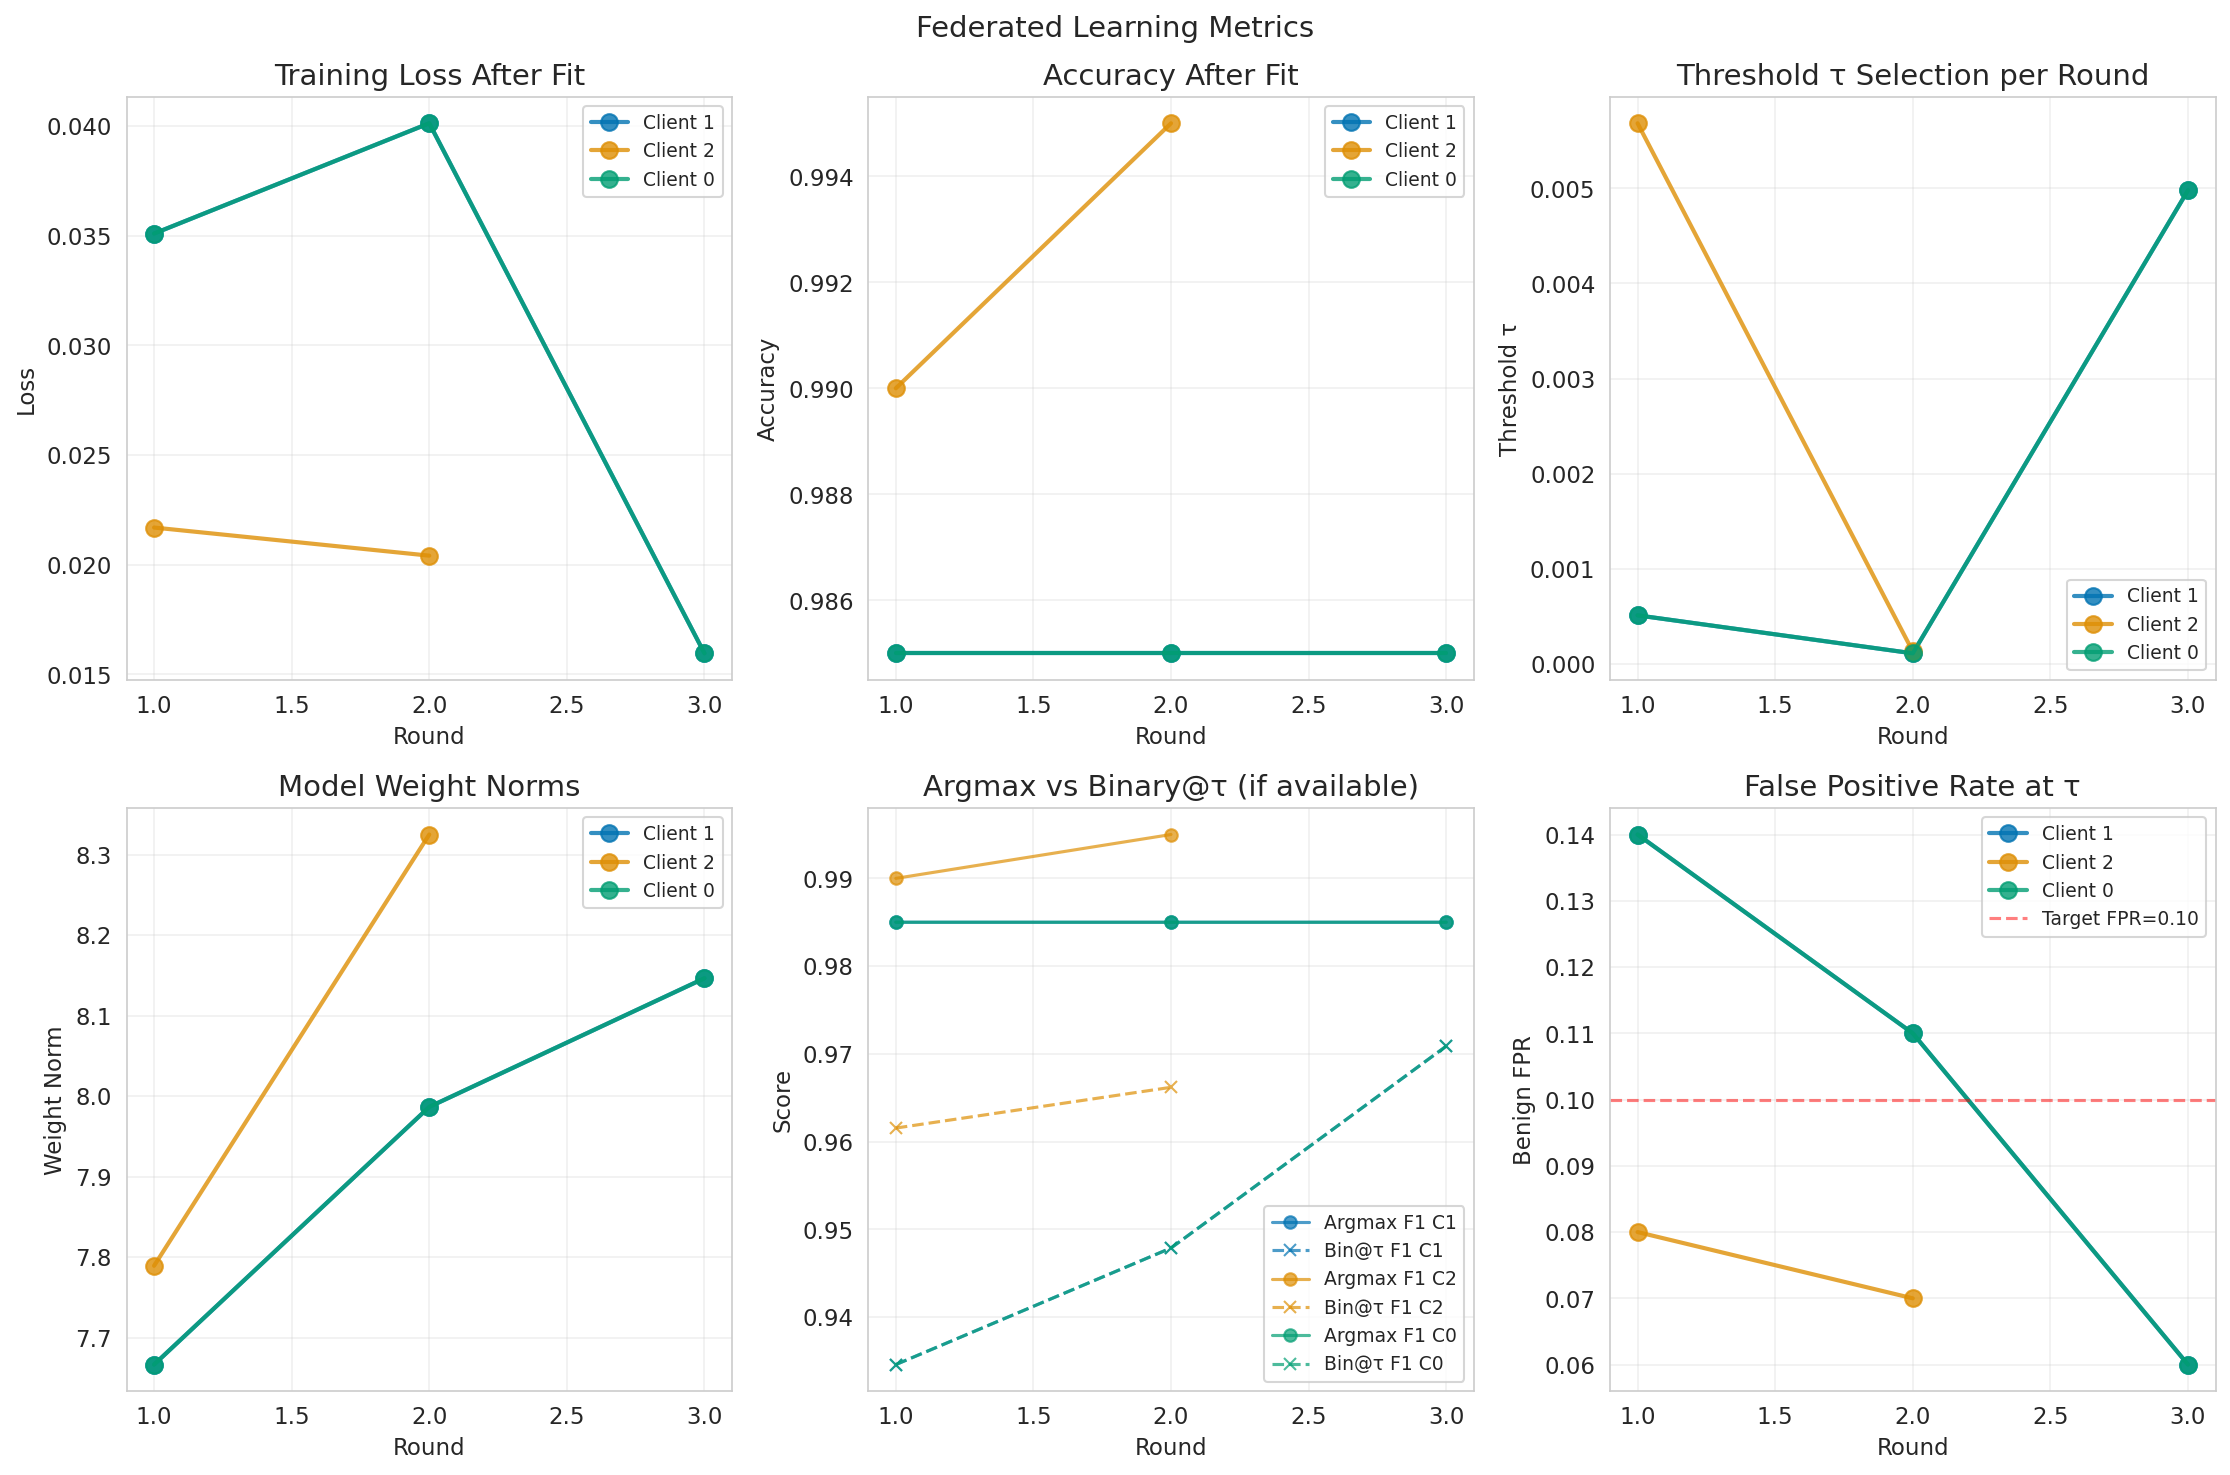 Federated Learning Metrics
Training Loss After Fit
0.040
0.035
0.030
0.025
0.020
0.015
Loss
1.0 1.5 2.0 2.5 3.0
Round
Client 1
Client 2
Client 0
Accuracy After Fit
0.994
0.992
0.990
0.988
0.986
Accuracy
1.0 1.5 2.0 2.5 3.0
Round
Client 1
Client 2
Client 0
Threshold τ Selection per Round
0.005
0.004
0.003
0.002
0.001
0.000
Threshold τ
1.0 1.5 2.0 2.5 3.0
Round
Client 1
Client 2
Client 0
Model Weight Norms
8.3
8.2
8.1
8.0
7.9
7.8
7.7
Weight Norm
1.0 1.5 2.0 2.5 3.0
Round
Client 1
Client 2
Client 0
Argmax vs Binary@τ (if available)
0.99
0.98
0.97
0.96
0.95
0.94
Score
1.0 1.5 2.0 2.5 3.0
Round
Argmax F1 C1
Bin@τ F1 C1
Argmax F1 C2
Bin@τ F1 C2
Argmax F1 C0
Bin@τ F1 C0
False Positive Rate at τ
0.14
0.13
0.12
0.11
0.10
0.09
0.08
0.07
0.06
Benign FPR
1.0 1.5 2.0 2.5 3.0
Round
Client 1
Client 2
Client 0
Target FPR=0.10